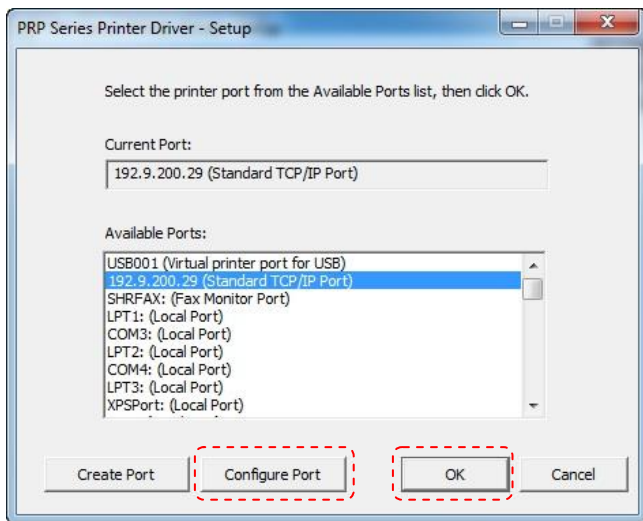 PRP Series Printer Driver - Setup
Select the printer port from the Available Ports list, then click OK.
Current Port:
192.9.200.29 (Standard TCP/IP Port)
Available Ports:
USB001 (Virtual printer port for USB)
192.9.200.29 (Standard TCP/IP Port)
SHRFAX: (Fax Monitor Port)
LPT1: (Local Port)
COM3: (Local Port)
LPT2: (Local Port)
COM4: (Local Port)
LPT3: (Local Port)
XPSPort: (Local Port)
Create Port Configure Port OK Cancel